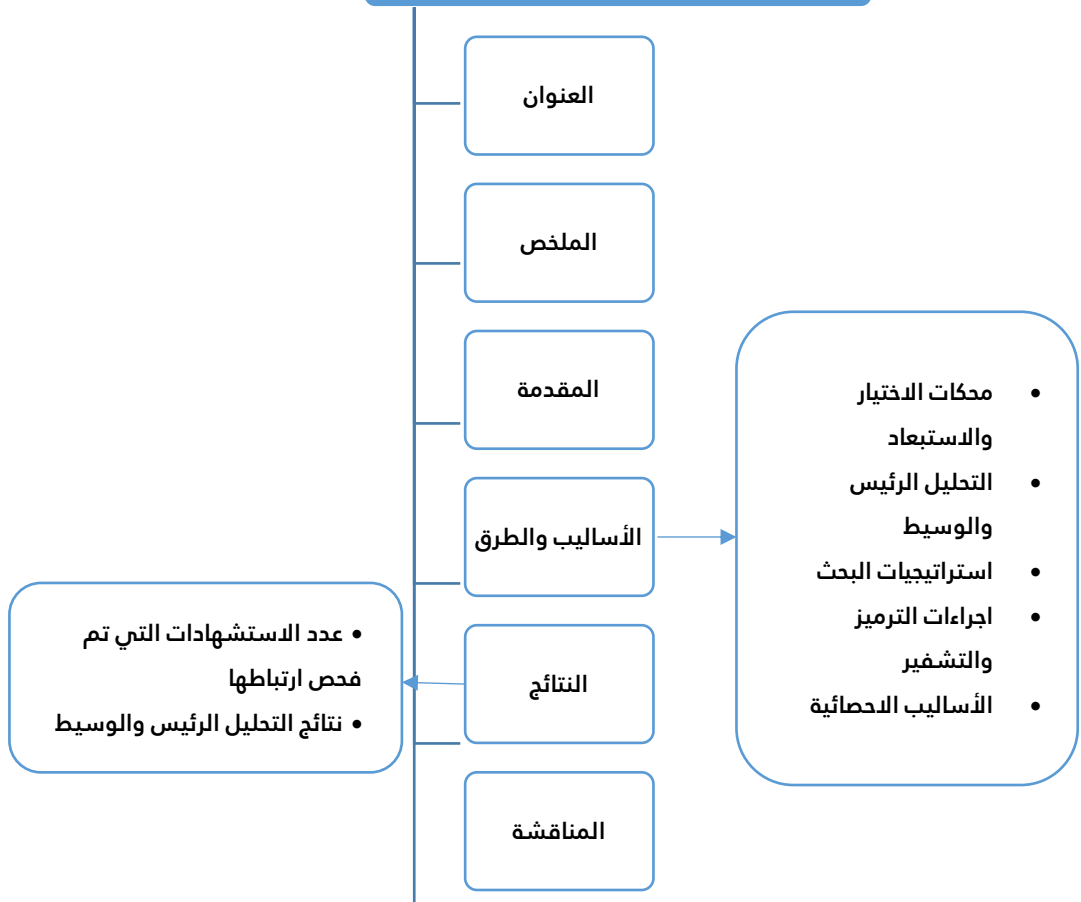 العنوان
الملخص
المقدمة
الأساليب والطرق
• محكات الاختيار
والاستبعاد
• التحليل الرئيس
والوسيط
• استراتيجيات البحث
• اجراءات الترميز
والتشفير
• الأساليب الاحصائية
النتائج
• عدد الاستشهادات التي تم
فحص ارتباطها
• نتائج التحليل الرئيس والوسيط
المناقشة